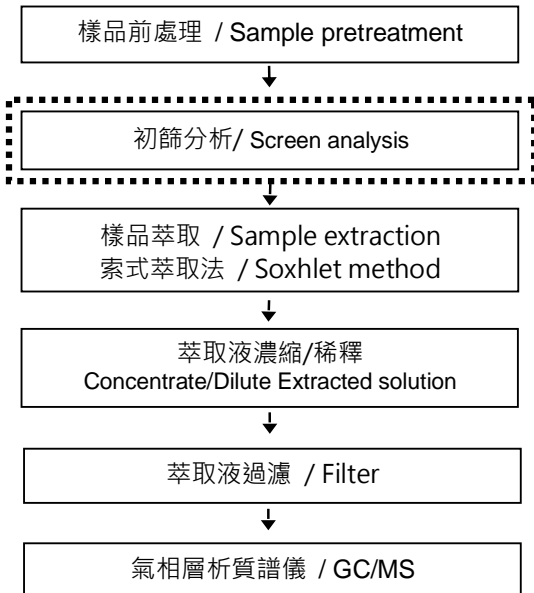 樣品前處理 / Sample pretreatment
初篩分析/ Screen analysis
樣品萃取 / Sample extraction
索式萃取法 / Soxhlet method
萃取液濃縮/稀釋
Concentrate/Dilute Extracted solution
萃取液過濾 / Filter
氣相層析質譜儀 / GC/MS